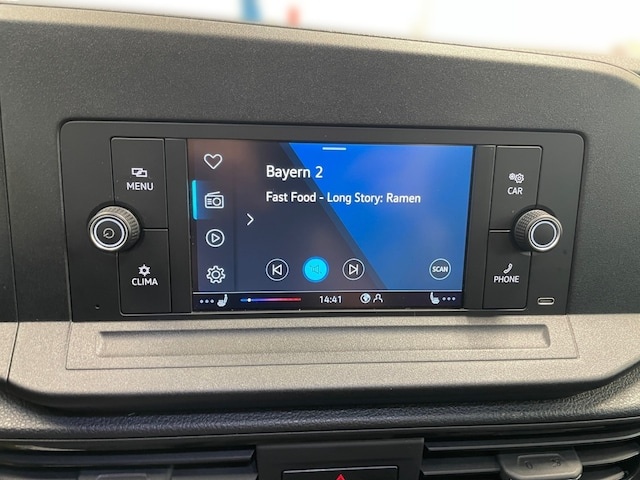 MENU
CLIMA
Bayern 2
Fast Food - Long Story: Ramen
SCAN
14:41
CAR
PHONE